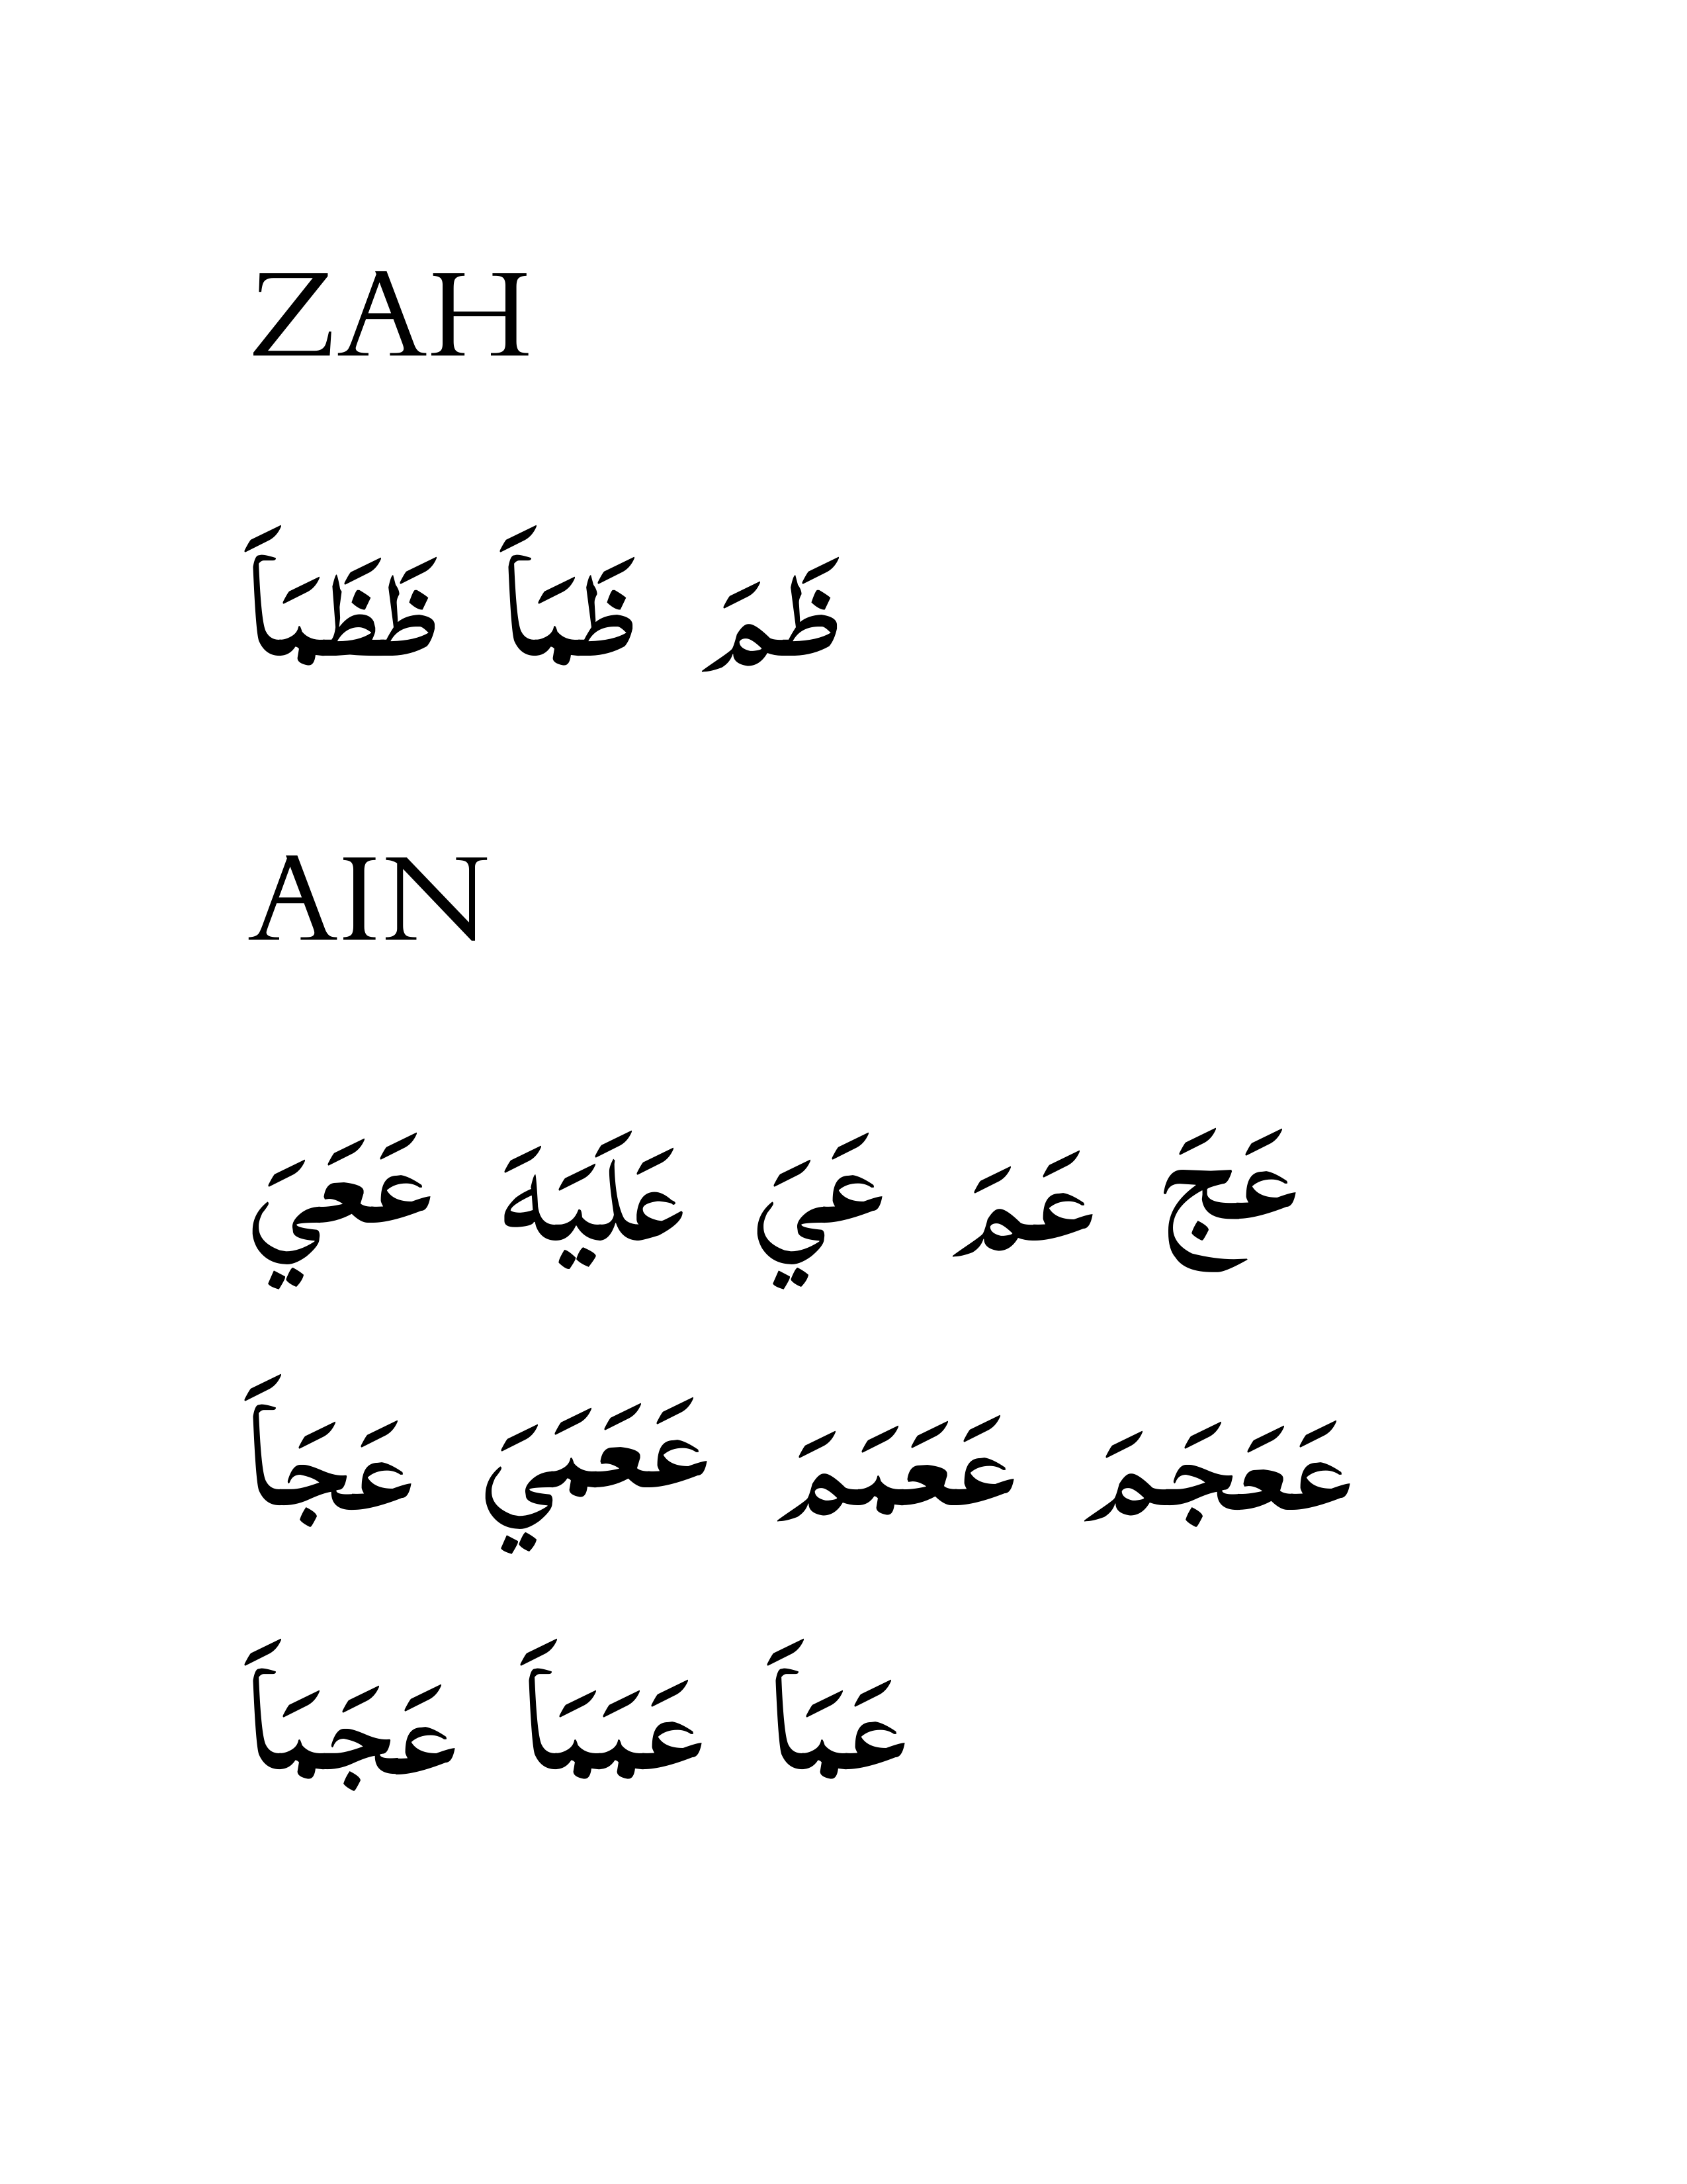 ZAH
ظَمَر ظَبَاَ ظَظَبَاَ
AIN
عَجَ عَمَر عَيَ عَلَيَهَ عَعَيَ
عَعَجَمَر عَعَبَمَر عَعَبَيَ عَجَاَ
عَبَاَ عَبَبَاَ عَجَبَاَ